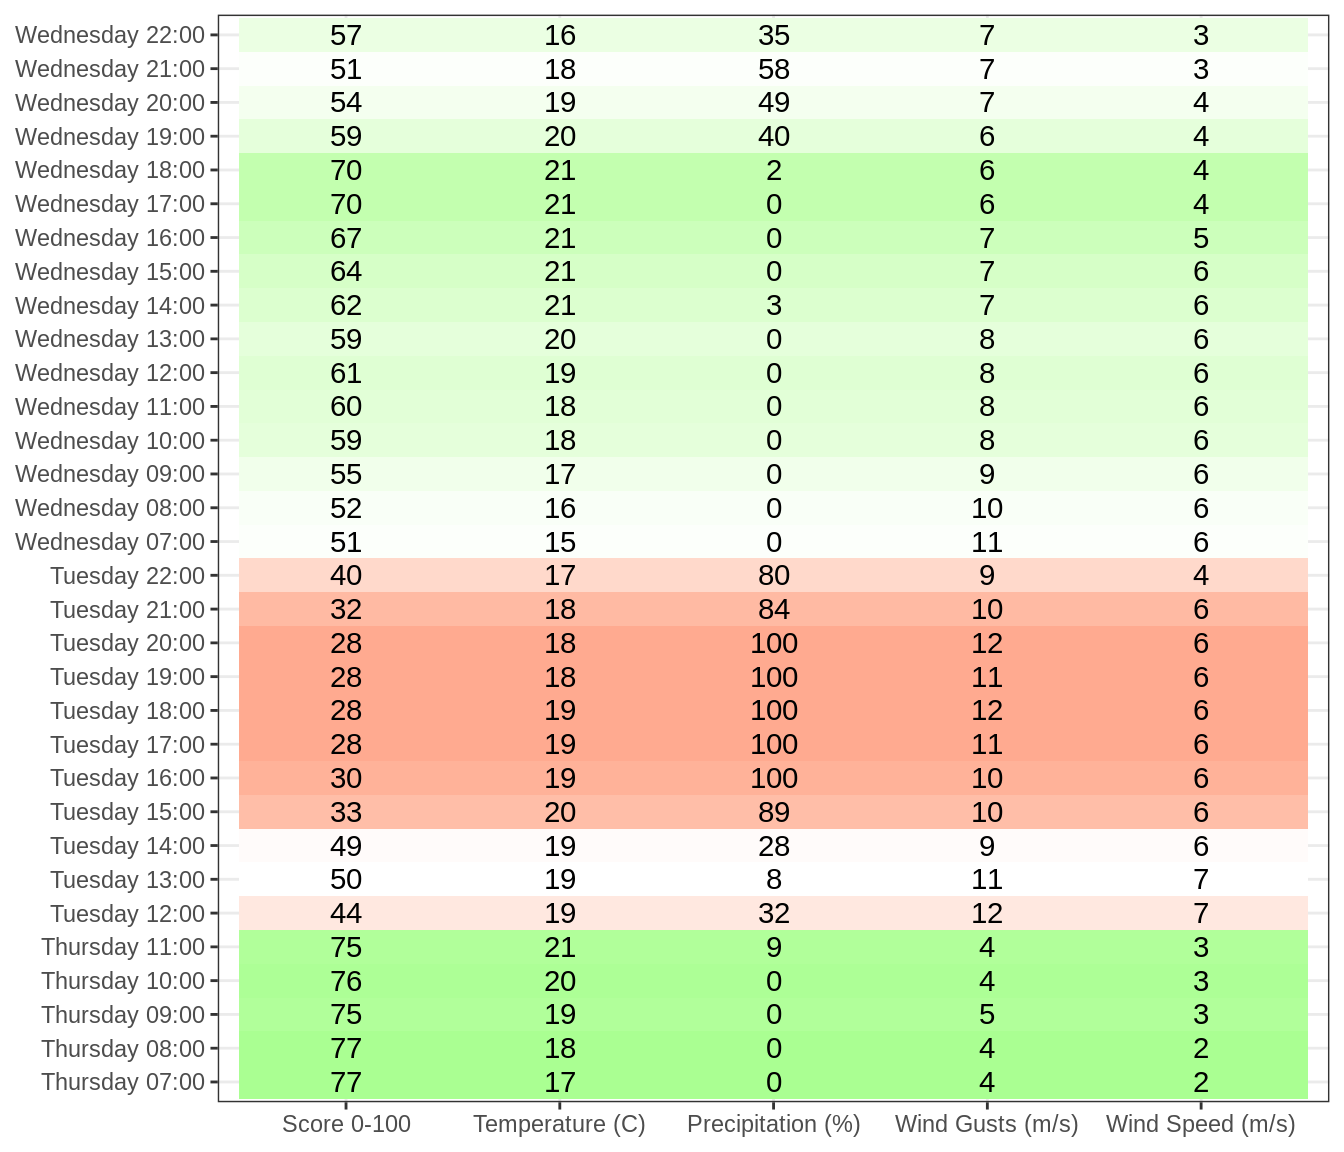 Wednesday 22:00 57 16 35 7 3
Wednesday 21:00 51 18 58 7 3
Wednesday 20:00 54 19 49 7 4
Wednesday 19:00 59 20 40 6 4
Wednesday 18:00 70 21 2 6 4
Wednesday 17:00 70 21 0 6 4
Wednesday 16:00 67 21 0 7 5
Wednesday 15:00 64 21 0 7 6
Wednesday 14:00 62 21 3 7 6
Wednesday 13:00 59 20 0 8 6
Wednesday 12:00 61 19 0 8 6
Wednesday 11:00 60 18 0 8 6
Wednesday 10:00 59 18 0 8 6
Wednesday 09:00 55 17 0 9 6
Wednesday 08:00 52 16 0 10 6
Wednesday 07:00 51 15 0 11 6
Tuesday 22:00 40 17 80 9 4
Tuesday 21:00 32 18 84 10 6
Tuesday 20:00 28 18 100 12 6
Tuesday 19:00 28 18 100 11 6
Tuesday 18:00 28 19 100 12 6
Tuesday 17:00 28 19 100 11 6
Tuesday 16:00 30 19 100 10 6
Tuesday 15:00 33 20 89 10 6
Tuesday 14:00 49 19 28 9 6
Tuesday 13:00 50 19 8 11 7
Tuesday 12:00 44 19 32 12 7
Thursday 11:00 75 21 9 4 3
Thursday 10:00 76 20 0 4 3
Thursday 09:00 75 19 0 5 3
Thursday 08:00 77 18 0 4 2
Thursday 07:00 77 17 0 4 2
Score 0-100 Temperature (C) Precipitation (%) Wind Gusts (m/s) Wind Speed (m/s)